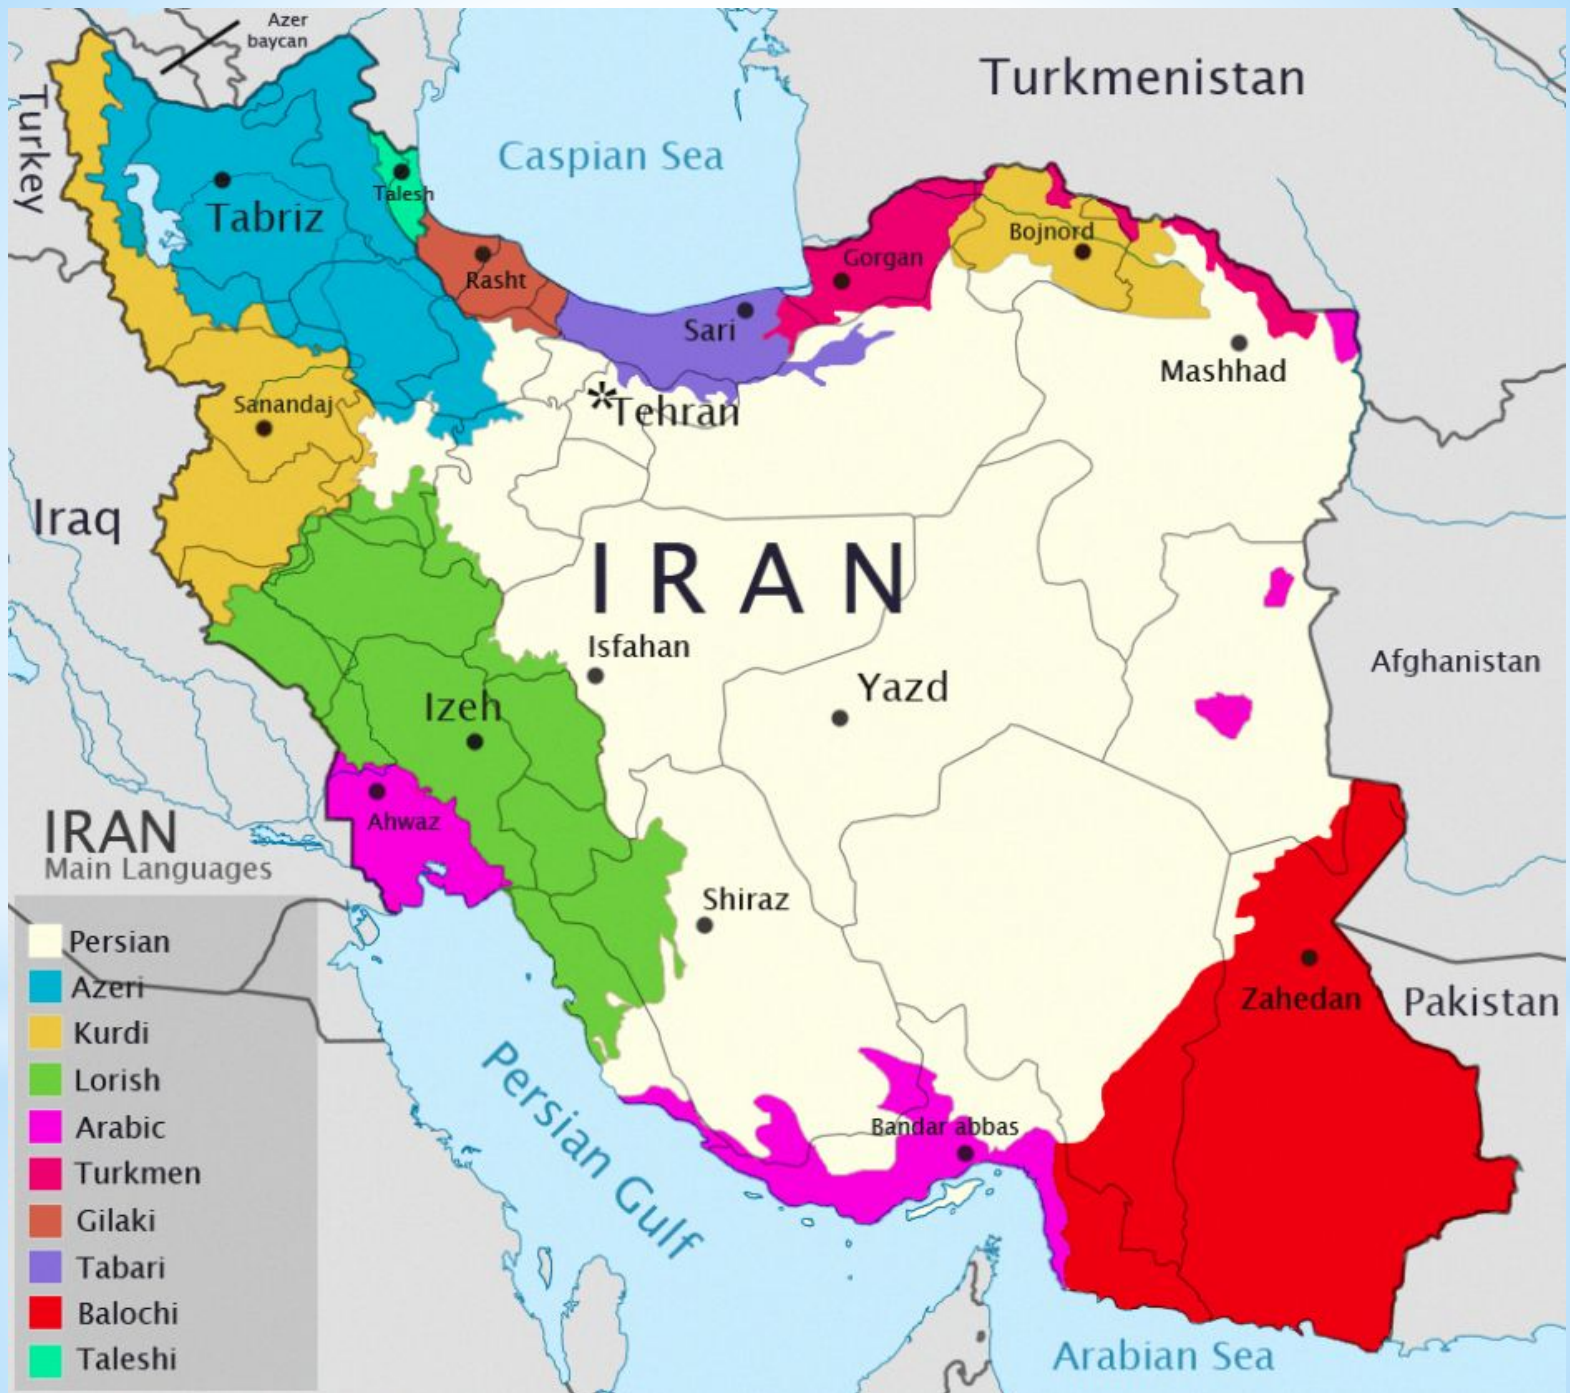 Azer
baycan
Turkmenistan
Turkey
Caspian Sea
Talesh
Tabriz
Bojnord
Gorgan
Rasht
Sari
Mashhad
Sanandaj
*Tehran
Iraq
IRAN
Isfahan
Afghanistan
Yazd
Izeh
Ahwaz
IRAN
Main Languages
Shiraz
Persian
Azeri
Zahedan
Pakistan
Kurdi
Lorish
Arabic
Bandar abbas
Persian Gulf
Turkmen
Gilaki
Tabari
Balochi
Arabian Sea
Taleshi